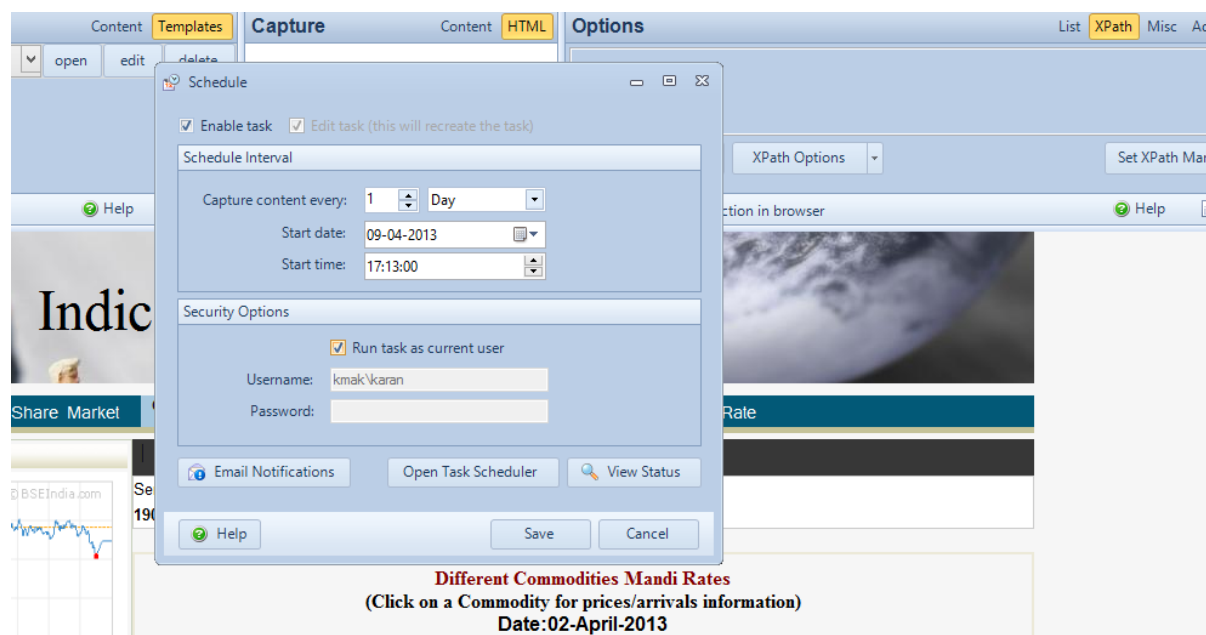 Content Templates Capture Content HTML Options List XPath Misc
open edit delete
Schedule
Enable task Edit task (this will recreate the task)
Schedule Interval
XPath Options Set XPath
Capture content every: 1 Day
Help in browser Help
Start date: 09-04-2013
Start time: 17:13:00
Indic
Security Options
Run task as current user
Username: kmak\karan
Share Market Password: Rate
Email Notifications Open Task Scheduler View Status
BSEIndia.com Se
190
Help Save Cancel
Different Commodities Mandi Rates
(Click on a Commodity for prices/arrivals information)
Date:02-April-2013